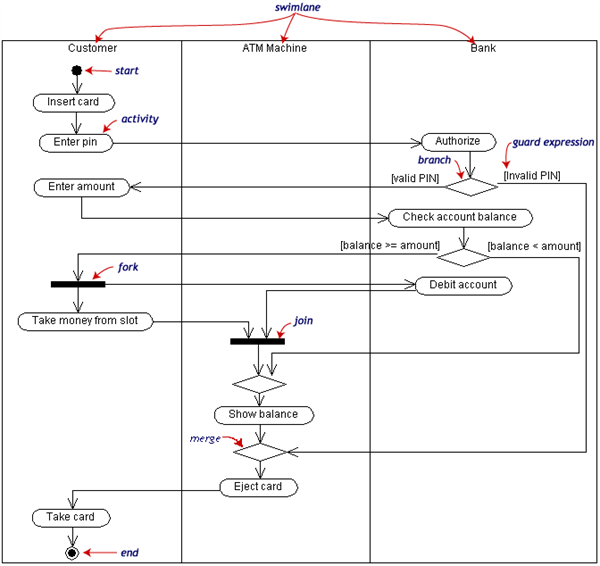 swimlane
Customer
ATM Machine
Bank
start
Insert card
activity
Enter pin
Authorize
guard expression
branch
[valid PIN]
[Invalid PIN]
Enter amount
Check account balance
[balance >= amount]
[balance < amount]
fork
Debit account
Take money from slot
join
Show balance
merge
Eject card
Take card
end